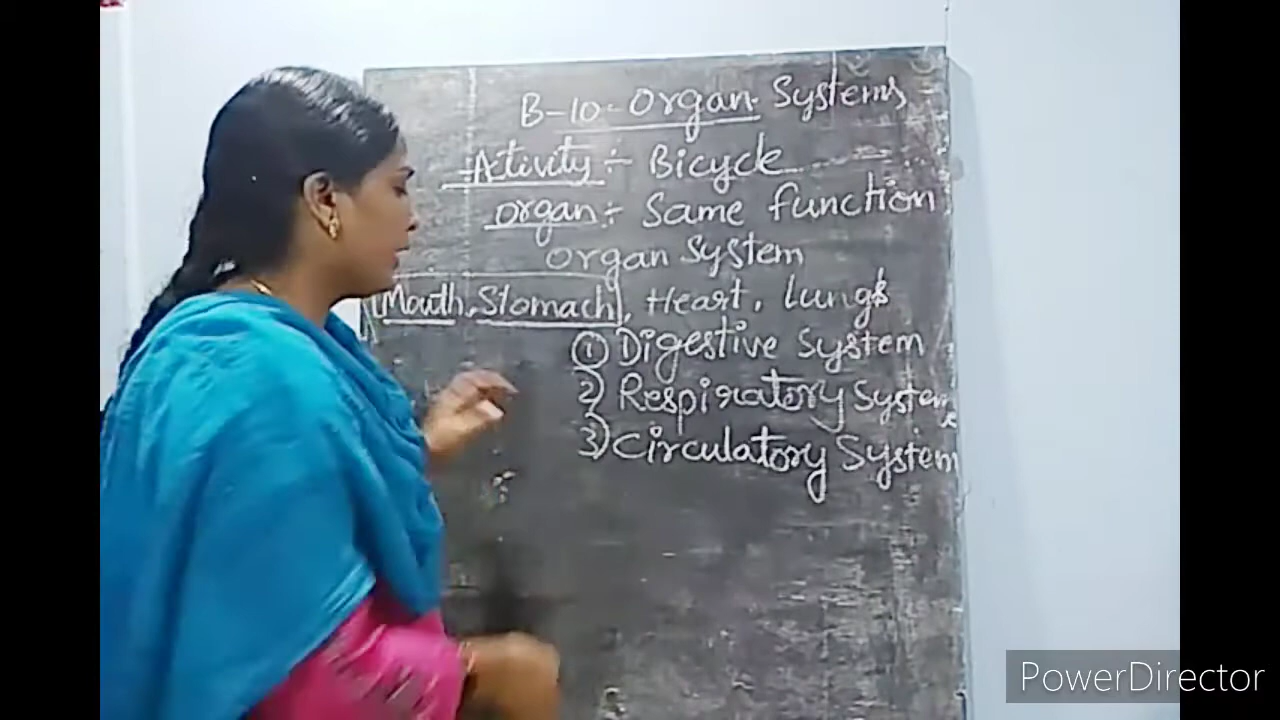 B-10- Organ Systems
Activity ÷ Bicycle
Organ ÷ Same function
Organ System
Mouth, Stomach, Heart, Lungs
① Digestive System
2) Respiratory System
3) Circulatory System
PowerDirector